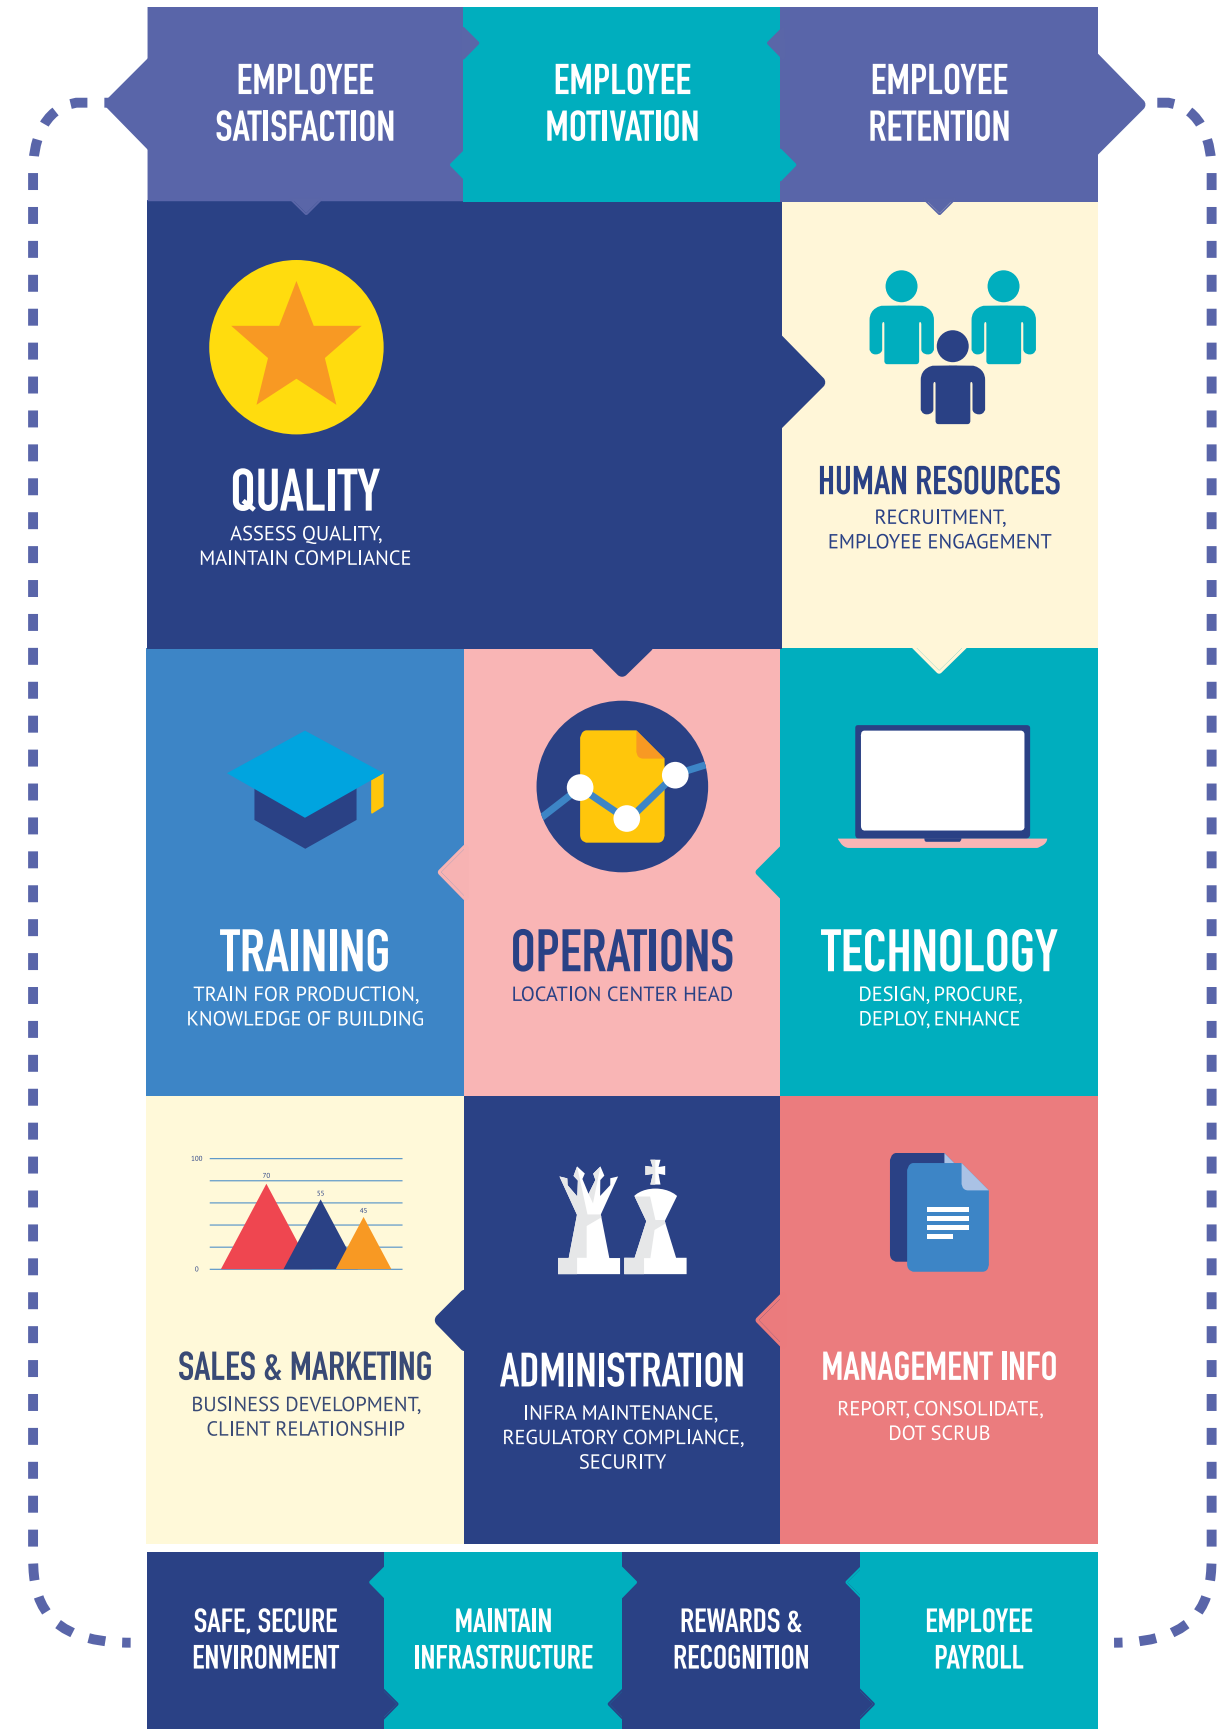 EMPLOYEE
SATISFACTION
EMPLOYEE
MOTIVATION
EMPLOYEE
RETENTION
QUALITY
ASSESS QUALITY,
MAINTAIN COMPLIANCE
HUMAN RESOURCES
RECRUITMENT,
EMPLOYEE ENGAGEMENT
TRAINING
TRAIN FOR PRODUCTION,
KNOWLEDGE OF BUILDING
OPERATIONS
LOCATION CENTER HEAD
TECHNOLOGY
DESIGN, PROCURE,
DEPLOY, ENHANCE
100
70
55
45
0
SALES & MARKETING
BUSINESS DEVELOPMENT,
CLIENT RELATIONSHIP
ADMINISTRATION
INFRA MAINTENANCE,
REGULATORY COMPLIANCE,
SECURITY
MANAGEMENT INFO
REPORT, CONSOLIDATE,
DOT SCRUB
SAFE, SECURE
ENVIRONMENT
MAINTAIN
INFRASTRUCTURE
REWARDS &
RECOGNITION
EMPLOYEE
PAYROLL